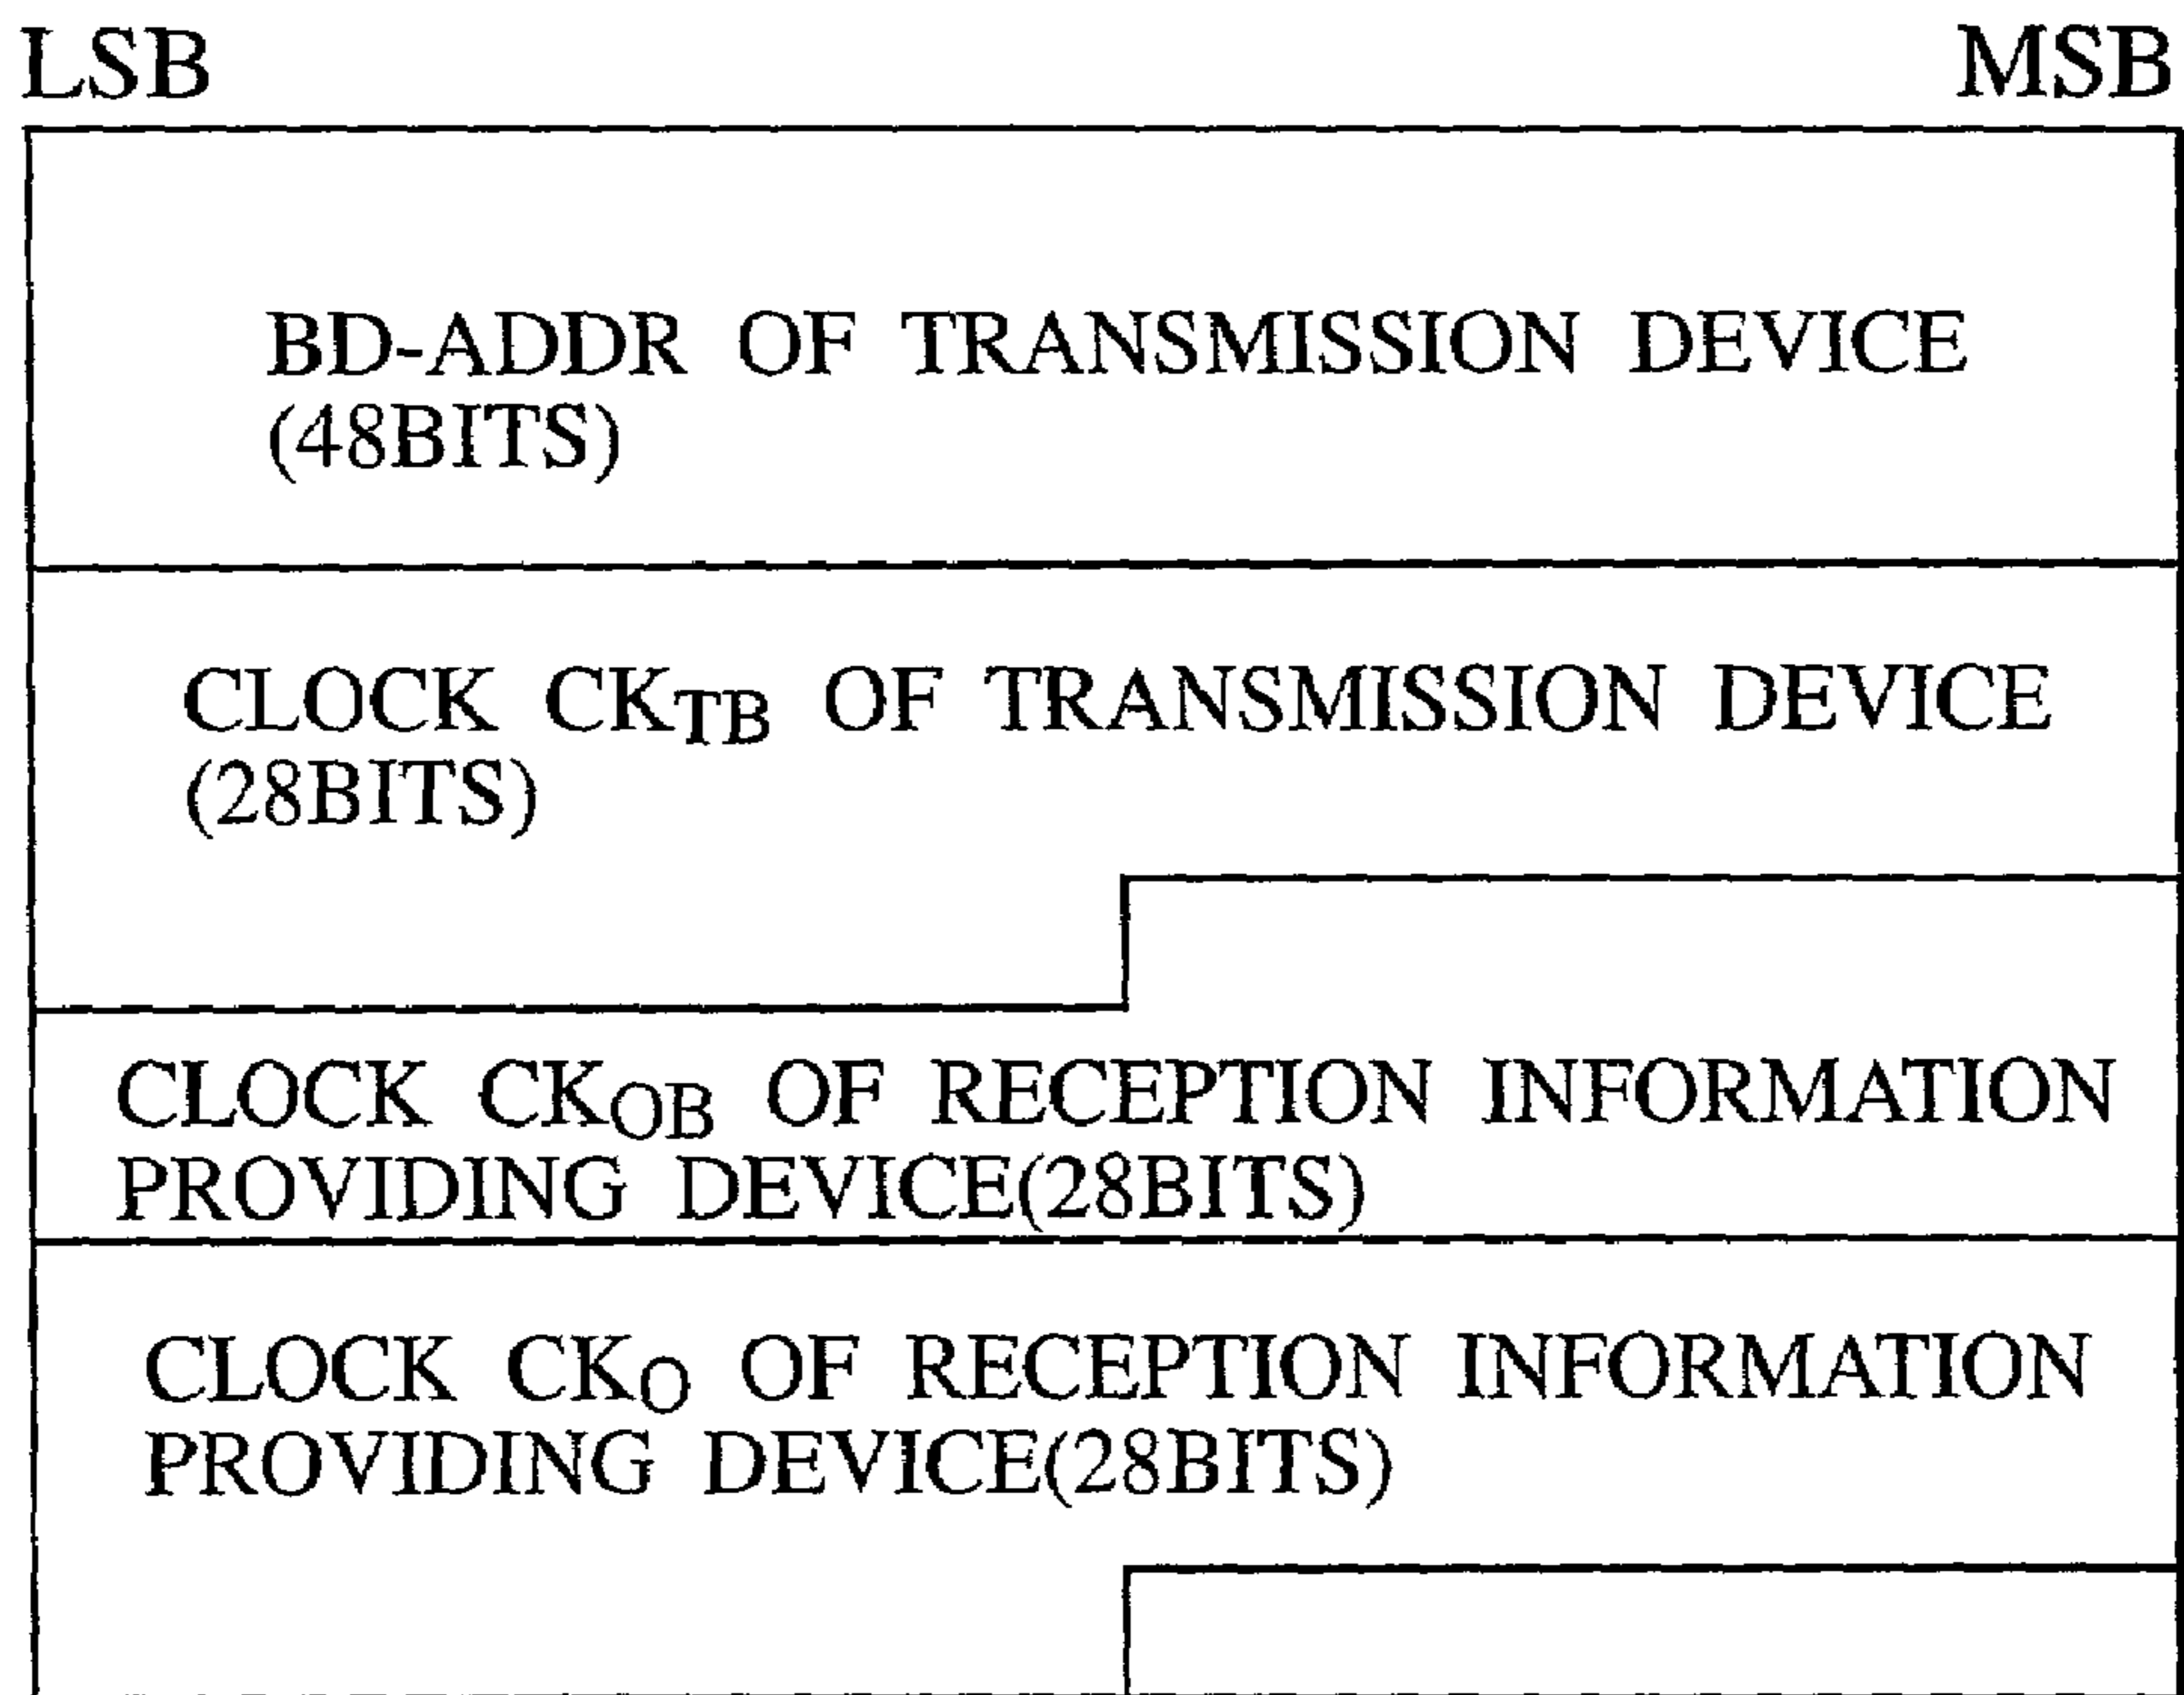 LSB MSB
BD-ADDR OF TRANSMISSION DEVICE
(48BITS)
CLOCK CKTB OF TRANSMISSION DEVICE
(28BITS)
CLOCK CKOB OF RECEPTION INFORMATION
PROVIDING DEVICE(28BITS)
CLOCK CKO OF RECEPTION INFORMATION
PROVIDING DEVICE(28BITS)